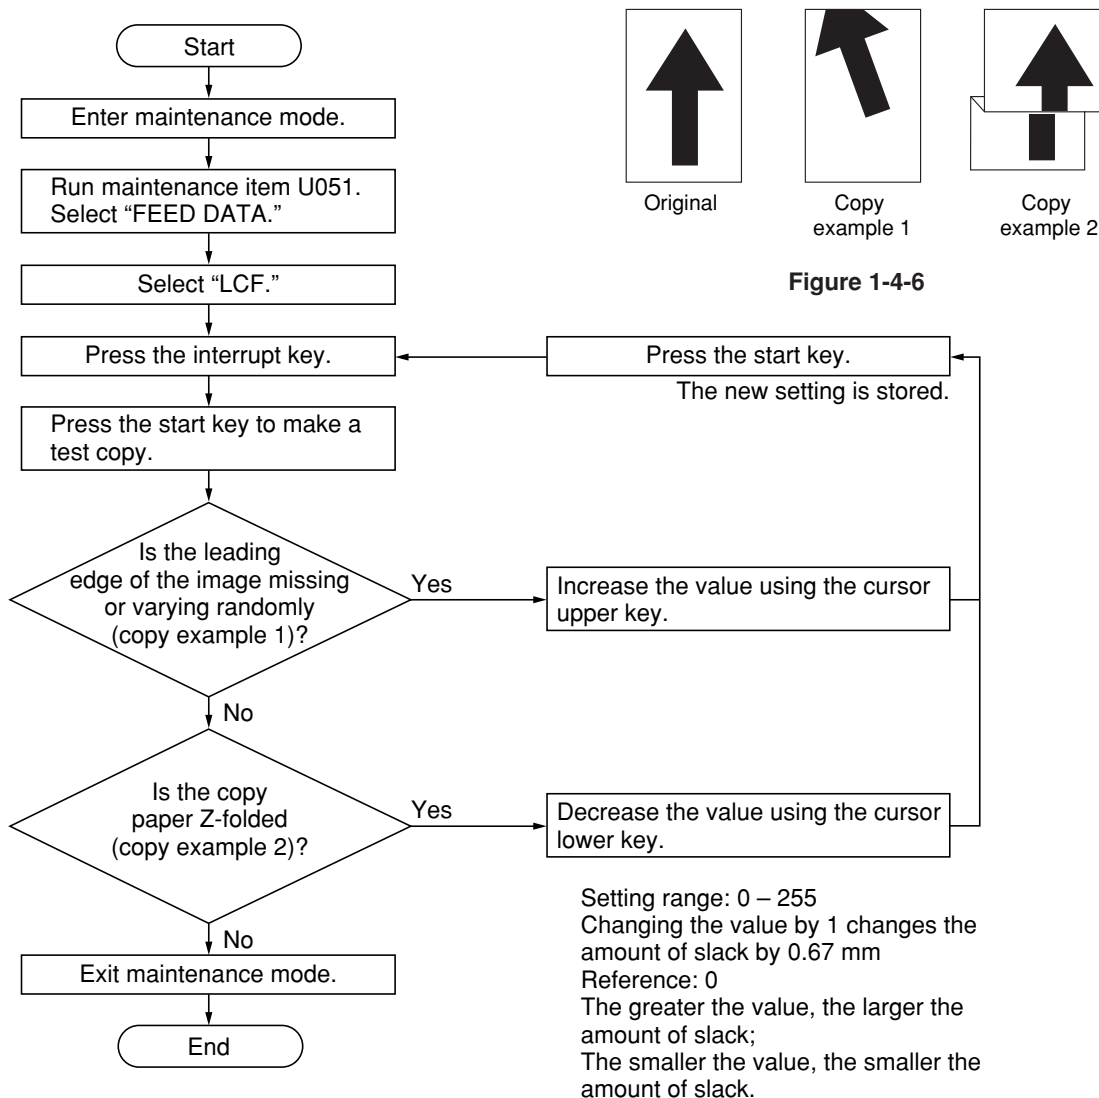 Start
Enter maintenance mode.
Run maintenance item U051.
Select “FEED DATA.”
Select “LCF.”
Press the interrupt key.
Press the start key to make a
test copy.
Is the leading
edge of the image missing
or varying randomly
(copy example 1)?
Yes
No
Is the copy
paper Z-folded
(copy example 2)?
Yes
No
Exit maintenance mode.
End
Original
Copy
example 1
Copy
example 2
Figure 1-4-6
Press the start key.
The new setting is stored.
Increase the value using the cursor
upper key.
Decrease the value using the cursor
lower key.
Setting range: 0 – 255
Changing the value by 1 changes the
amount of slack by 0.67 mm
Reference: 0
The greater the value, the larger the
amount of slack;
The smaller the value, the smaller the
amount of slack.